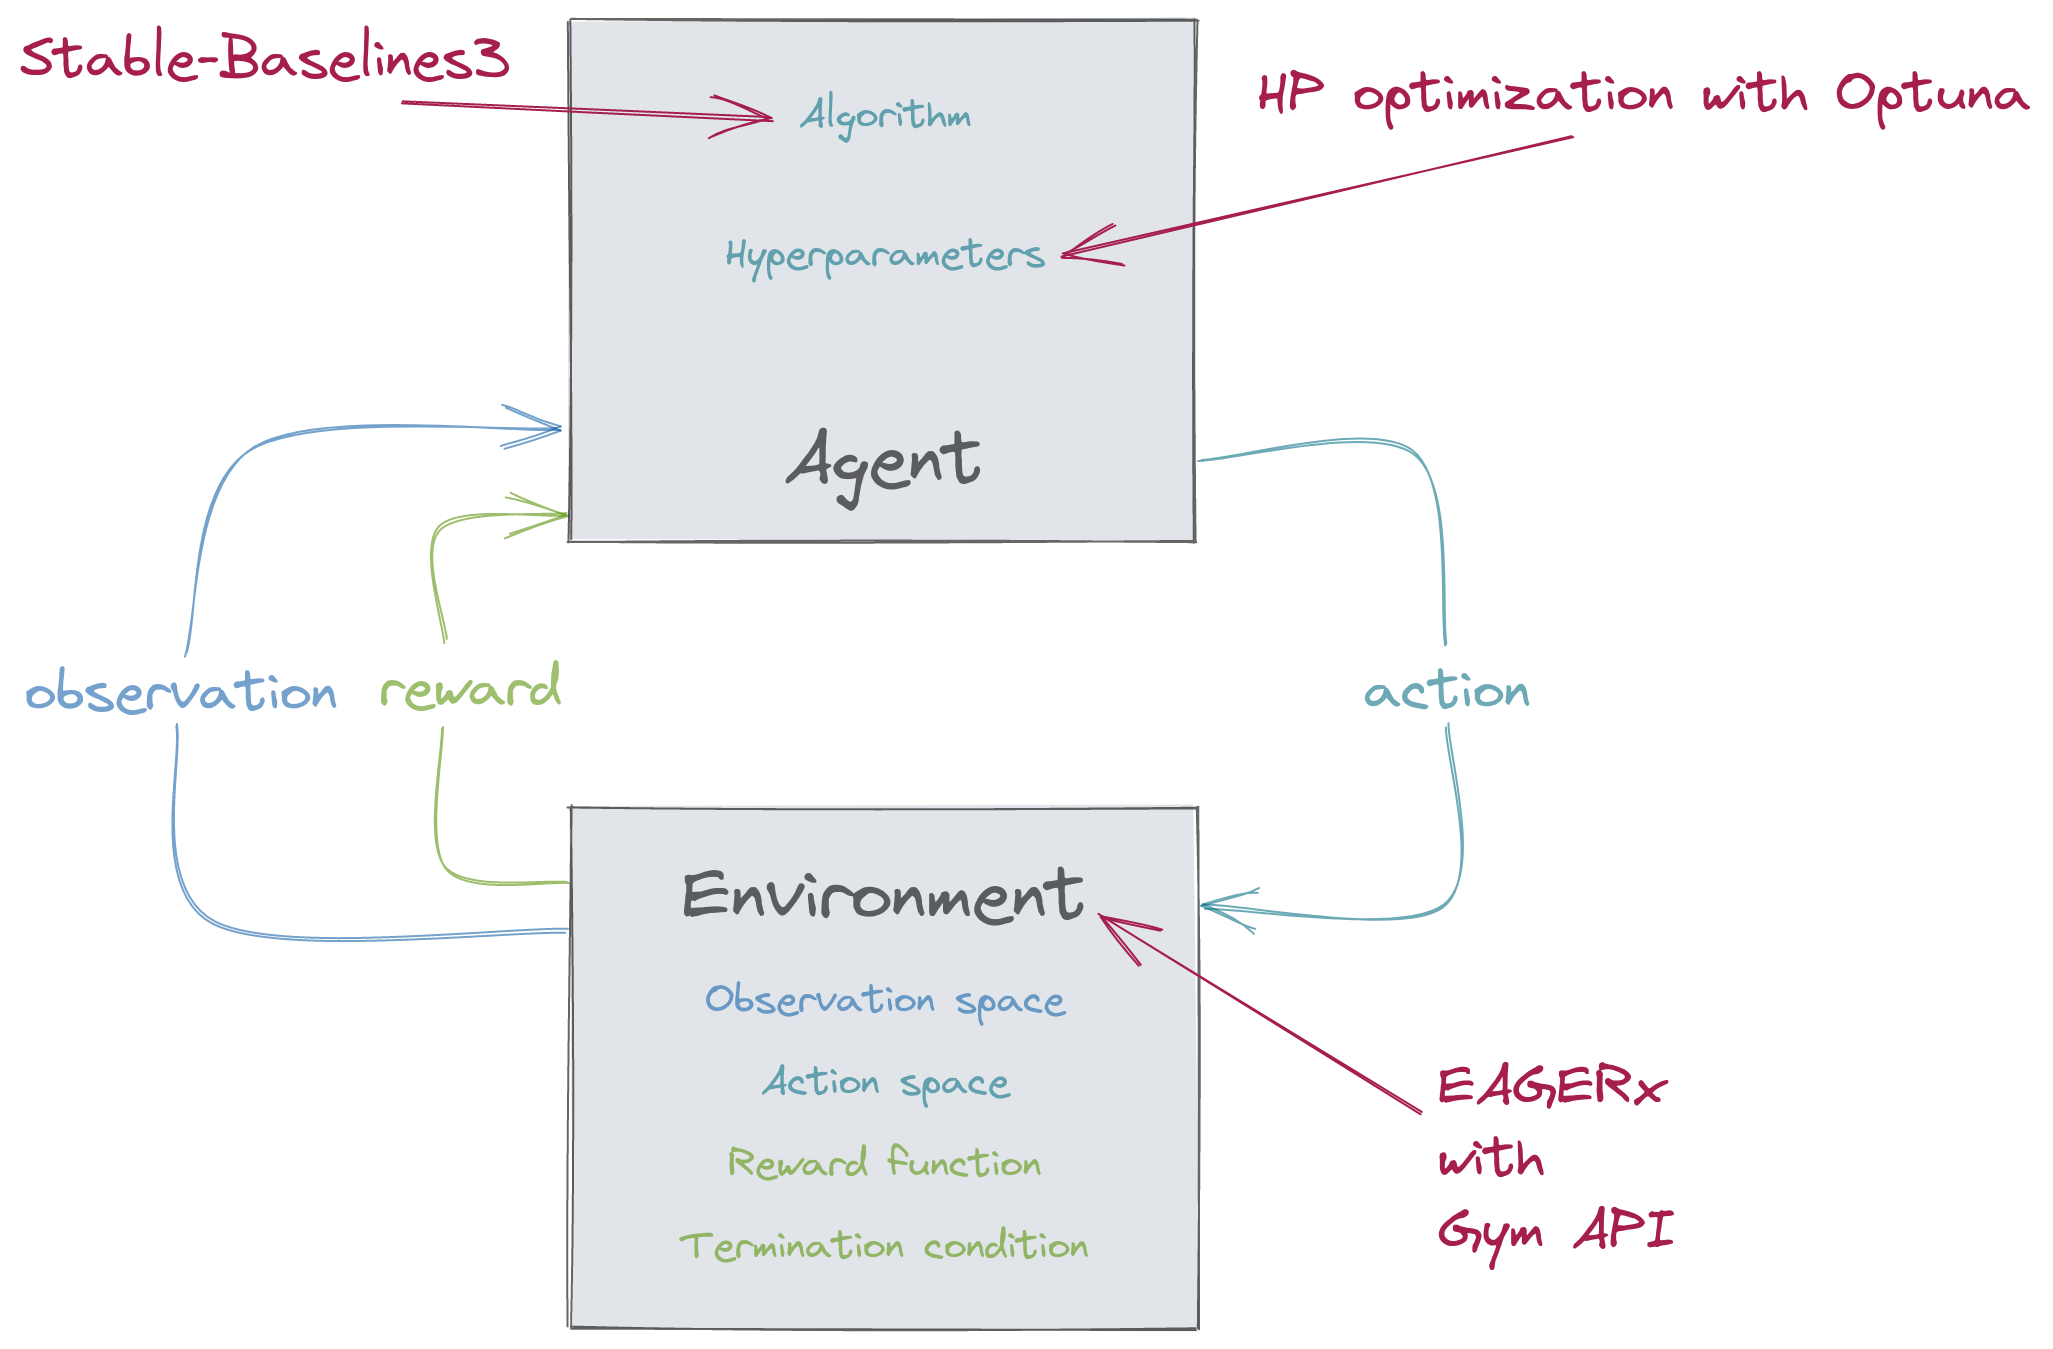 Stable-Baselines3
HP optimization with Optuna
Algorithm
Hyperparameters
Agent
observation
reward
action
Environment
Observation space
Action space
Reward function
Termination condition
EAGERx
with
Gym API